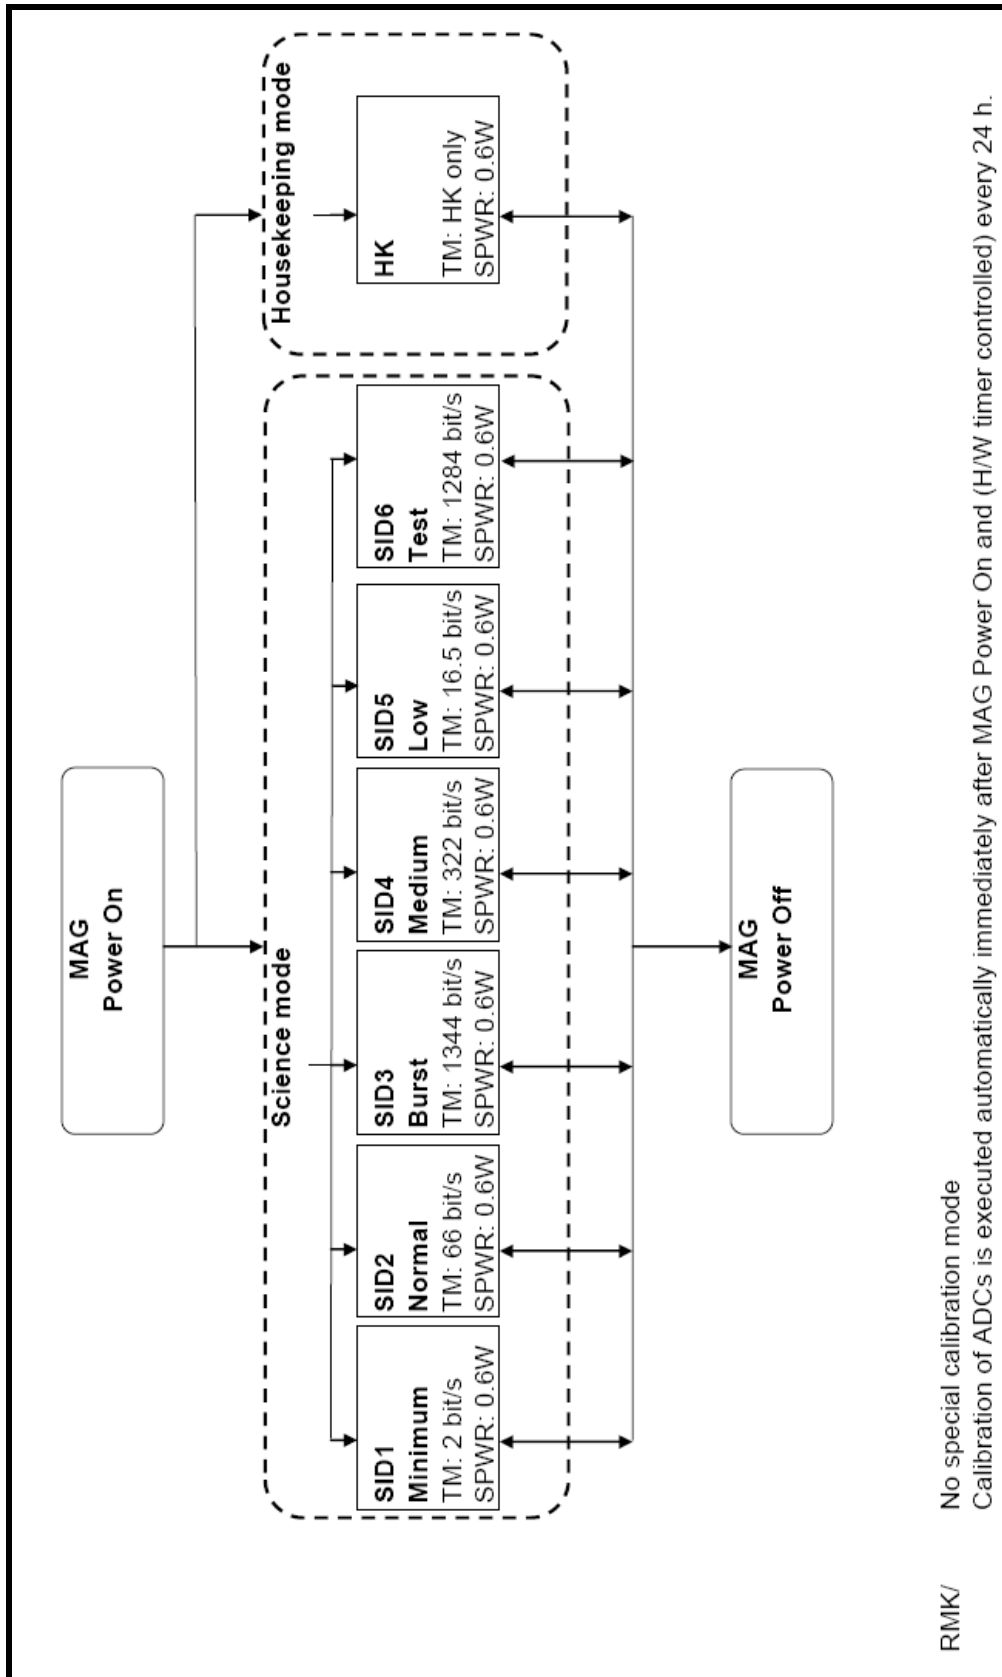 MAG
Power On
Science mode
Housekeeping mode
SID1
Minimum
TM: 2 bit/s
SPWR: 0.6W
SID2
Normal
TM: 66 bit/s
SPWR: 0.6W
SID3
Burst
TM: 1344 bit/s
SPWR: 0.6W
SID4
Medium
TM: 322 bit/s
SPWR: 0.6W
SID5
Low
TM: 16.5 bit/s
SPWR: 0.6W
SID6
Test
TM: 1284 bit/s
SPWR: 0.6W
HK
TM: HK only
SPWR: 0.6W
MAG
Power Off
RMK/ No special calibration mode
Calibration of ADCs is executed automatically immediately after MAG Power On and (H/W timer controlled) every 24 h.